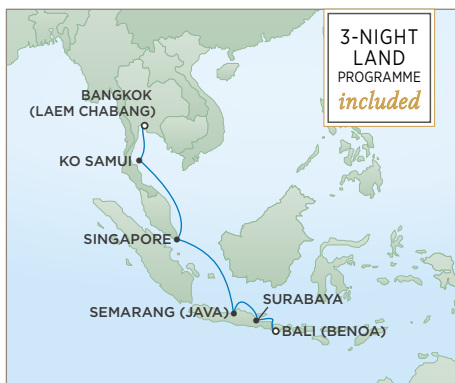 3-NIGHT
LAND
PROGRAMME
included
BANGKOK
(LAEM CHABANG)
KO SAMUI
SINGAPORE
SEMARANG (JAVA)
SURABAYA
BALI (BENOA)